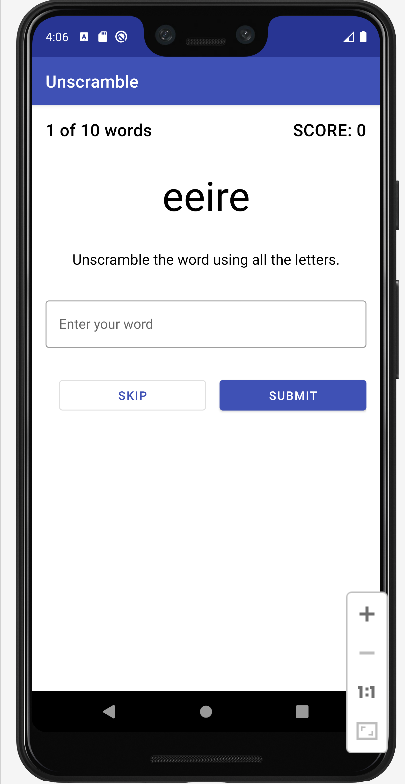 4:06
Unscramble
1 of 10 words SCORE: 0
eeire
Unscramble the word using all the letters.
Enter your word
SKIP SUBMIT
1:1